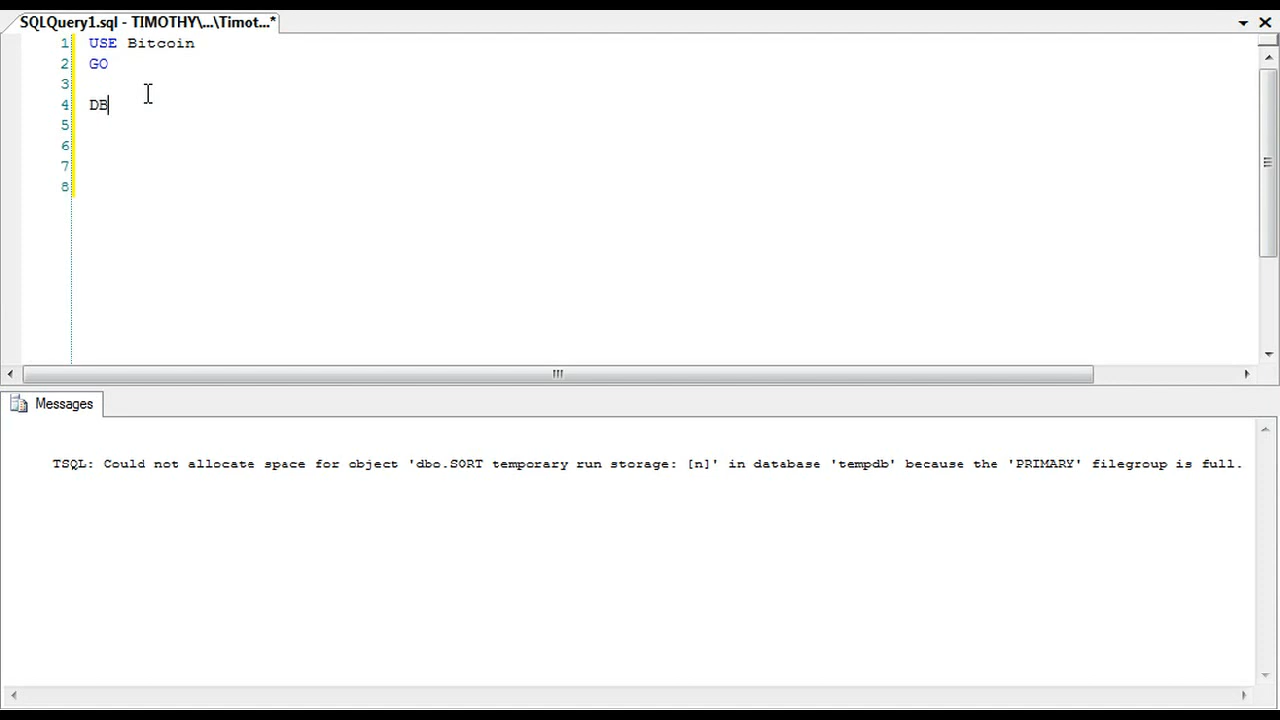 SQLQuery1.sql - TIMOTHY\...\Timot...*
1 USE Bitcoin
2 GO
3
4 DB
5
6
7
8
Messages
TSQL: Could not allocate space for object 'dbo.SORT temporary run storage: [n]' in database 'tempdb' because the 'PRIMARY' filegroup is full.